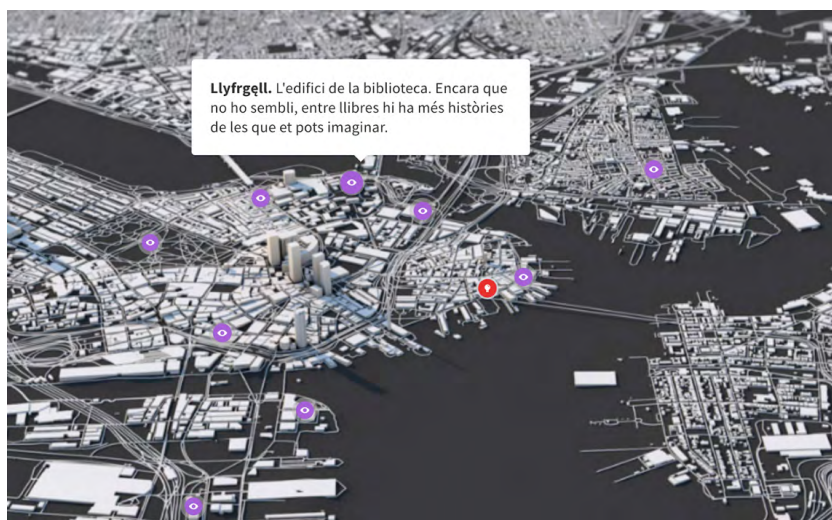 Llyfrgęll. L'edifici de la biblioteca. Encara que
no ho sembli, entre llibres hi ha més històries
de les que et pots imaginar.